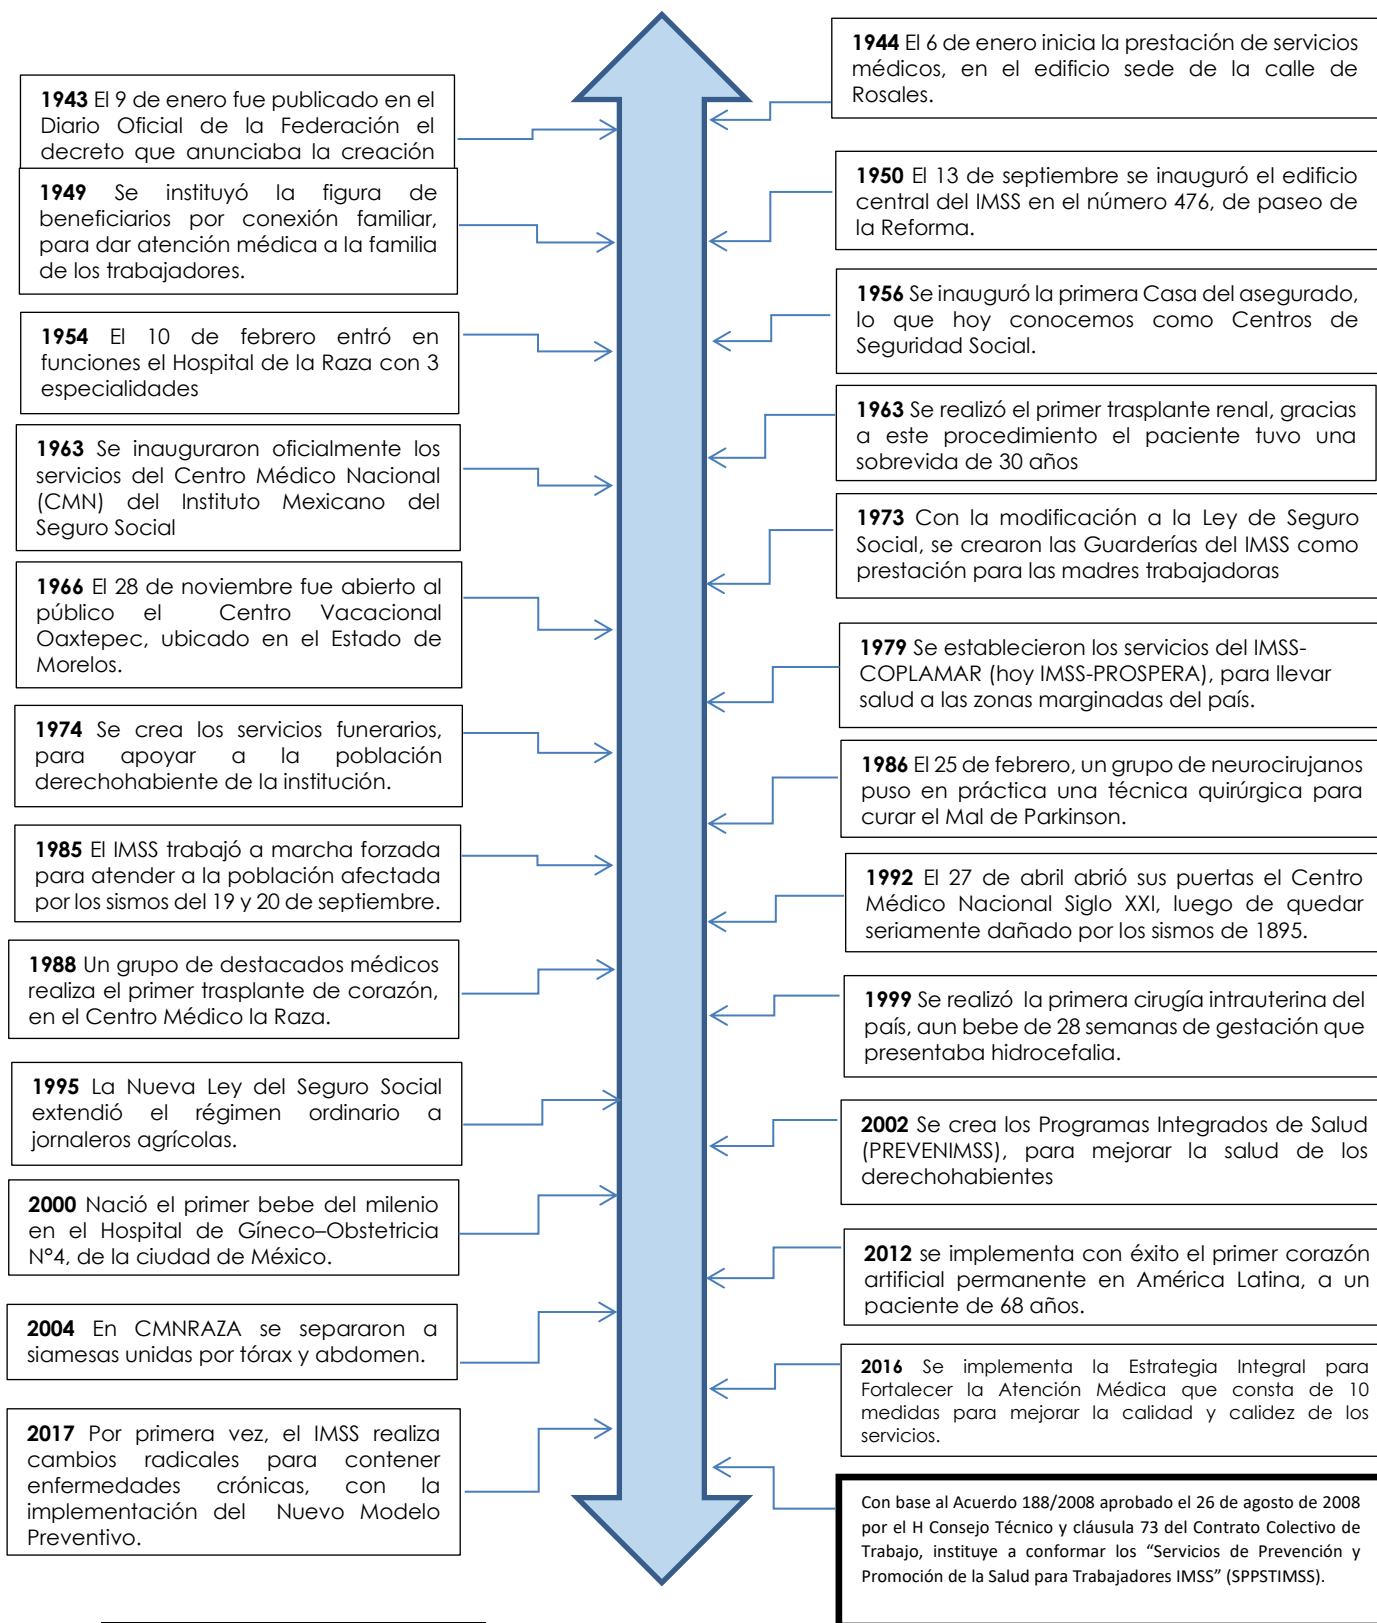 1943 El 9 de enero fue publicado en el
Diario Oficial de la Federación el
decreto que anunciaba la creación
1944 El 6 de enero inicia la prestación de servicios
médicos, en el edificio sede de la calle de
Rosales.
1949 Se instituyó la figura de
beneficiarios por conexión familiar,
para dar atención médica a la familia
de los trabajadores.
1950 El 13 de septiembre se inauguró el edificio
central del IMSS en el número 476, de paseo de
la Reforma.
1954 El 10 de febrero entró en
funciones el Hospital de la Raza con 3
especialidades
1956 Se inauguró la primera Casa del asegurado,
lo que hoy conocemos como Centros de
Seguridad Social.
1963 Se inauguraron oficialmente los
servicios del Centro Médico Nacional
(CMN) del Instituto Mexicano del
Seguro Social
1963 Se realizó el primer trasplante renal, gracias
a este procedimiento el paciente tuvo una
sobrevida de 30 años
1966 El 28 de noviembre fue abierto al
público el Centro Vacacional
Oaxtepec, ubicado en el Estado de
Morelos.
1973 Con la modificación a la Ley de Seguro
Social, se crearon las Guarderías del IMSS como
prestación para las madres trabajadoras
1974 Se crea los servicios funerarios,
para apoyar a la población
derechohabiente de la institución.
1979 Se establecieron los servicios del IMSS-
COPLAMAR (hoy IMSS-PROSPERA), para llevar
salud a las zonas marginadas del país.
1985 El IMSS trabajó a marcha forzada
para atender a la población afectada
por los sismos del 19 y 20 de septiembre.
1986 El 25 de febrero, un grupo de neurocirujanos
puso en práctica una técnica quirúrgica para
curar el Mal de Parkinson.
1988 Un grupo de destacados médicos
realiza el primer trasplante de corazón,
en el Centro Médico la Raza.
1992 El 27 de abril abrió sus puertas el Centro
Médico Nacional Siglo XXI, luego de quedar
seriamente dañado por los sismos de 1895.
1995 La Nueva Ley del Seguro Social
extendió el régimen ordinario a
jornaleros agrícolas.
1999 Se realizó la primera cirugía intrauterina del
país, aun bebe de 28 semanas de gestación que
presentaba hidrocefalia.
2000 Nació el primer bebe del milenio
en el Hospital de Gíneco–Obstetricia
N°4, de la ciudad de México.
2002 Se crea los Programas Integrados de Salud
(PREVENIMSS), para mejorar la salud de los
derechohabientes
2004 En CMNRAZA se separaron a
siamesas unidas por tórax y abdomen.
2012 se implementa con éxito el primer corazón
artificial permanente en América Latina, a un
paciente de 68 años.
2017 Por primera vez, el IMSS realiza
cambios radicales para contener
enfermedades crónicas, con la
implementación del Nuevo Modelo
Preventivo.
2016 Se implementa la Estrategia Integral para
Fortalecer la Atención Médica que consta de 10
medidas para mejorar la calidad y calidez de los
servicios.
Con base al Acuerdo 188/2008 aprobado el 26 de agosto de 2008
por el H Consejo Técnico y cláusula 73 del Contrato Colectivo de
Trabajo, instituye a conformar los “Servicios de Prevención y
Promoción de la Salud para Trabajadores IMSS” (SPPSTIMSS).